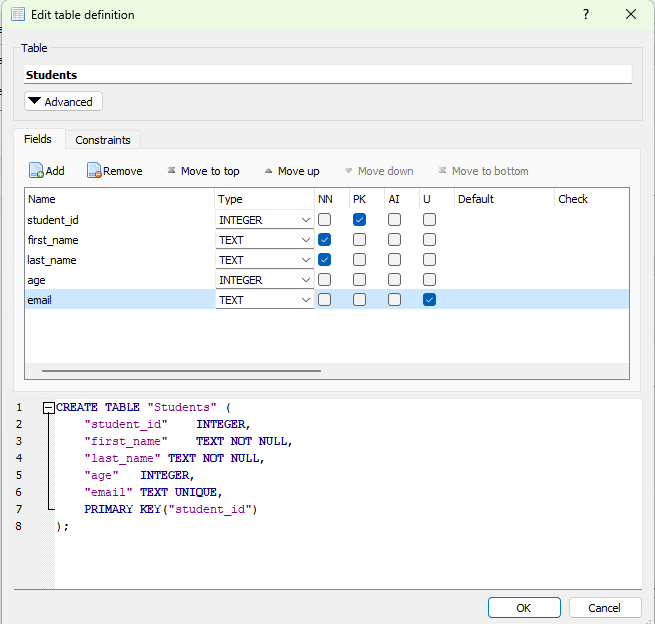 Edit table definition ?
Table
Students
Advanced
Fields Constraints
Add Remove Move to top Move up Move down Move to bottom
Name Type NN PK AI U Default Check
student_id INTEGER
first_name TEXT
last_name TEXT
age INTEGER
email TEXT
1 CREATE TABLE "Students" (
2 "student_id" INTEGER,
3 "first_name" TEXT NOT NULL,
4 "last_name" TEXT NOT NULL,
5 "age" INTEGER,
6 "email" TEXT UNIQUE,
7 PRIMARY KEY("student_id")
8 );
OK Cancel